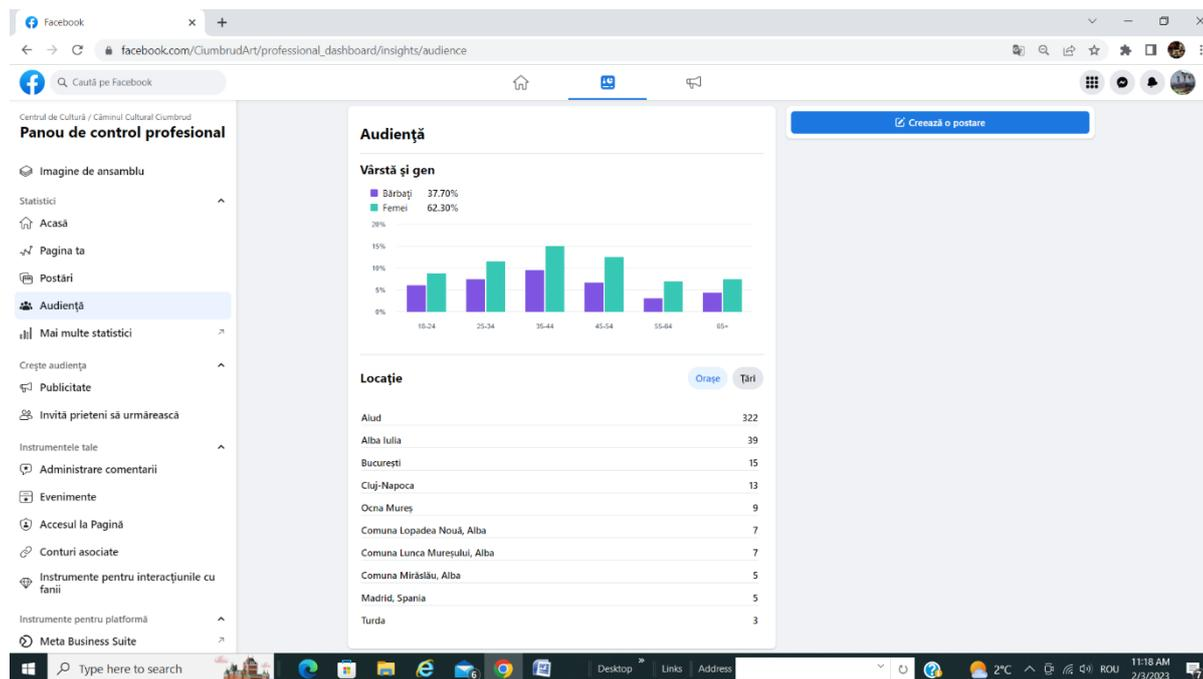 Facebook
facebook.com/CiumbrudArt/professional_dashboard/insights/audience
Caută pe Facebook
Centrul de Cultură / Căminul Cultural Ciumbrud
Panou de control profesional
Imagine de ansamblu
Statistici
Acasă
Pagina ta
Postări
Audiență
Mai multe statistici
Crește audiența
Publicitate
Invită prieteni să urmărească
Instrumentele tale
Administrare comentarii
Evenimente
Accesul la Pagină
Conturi asociate
Instrumente pentru interacțiunile cu
fanii
Instrumente pentru platformă
Meta Business Suite
Audiență
Vârstă și gen
Bărbați 37.70%
Femei 62.30%
20%
15%
10%
5%
0%
18-24 25-34 35-44 45-54 55-64 65+
Locație Orașe Țări
Aiud 322
Alba Iulia 39
București 15
Cluj-Napoca 13
Ocna Mureș 9
Comuna Lopadea Nouă, Alba 7
Comuna Lunca Mureșului, Alba 7
Comuna Mirăslău, Alba 5
Madrid, Spania 5
Turda 3
Creează o postare
Type here to search
6
Desktop Links Address
2°C ROU 11:18 AM
2/3/2023